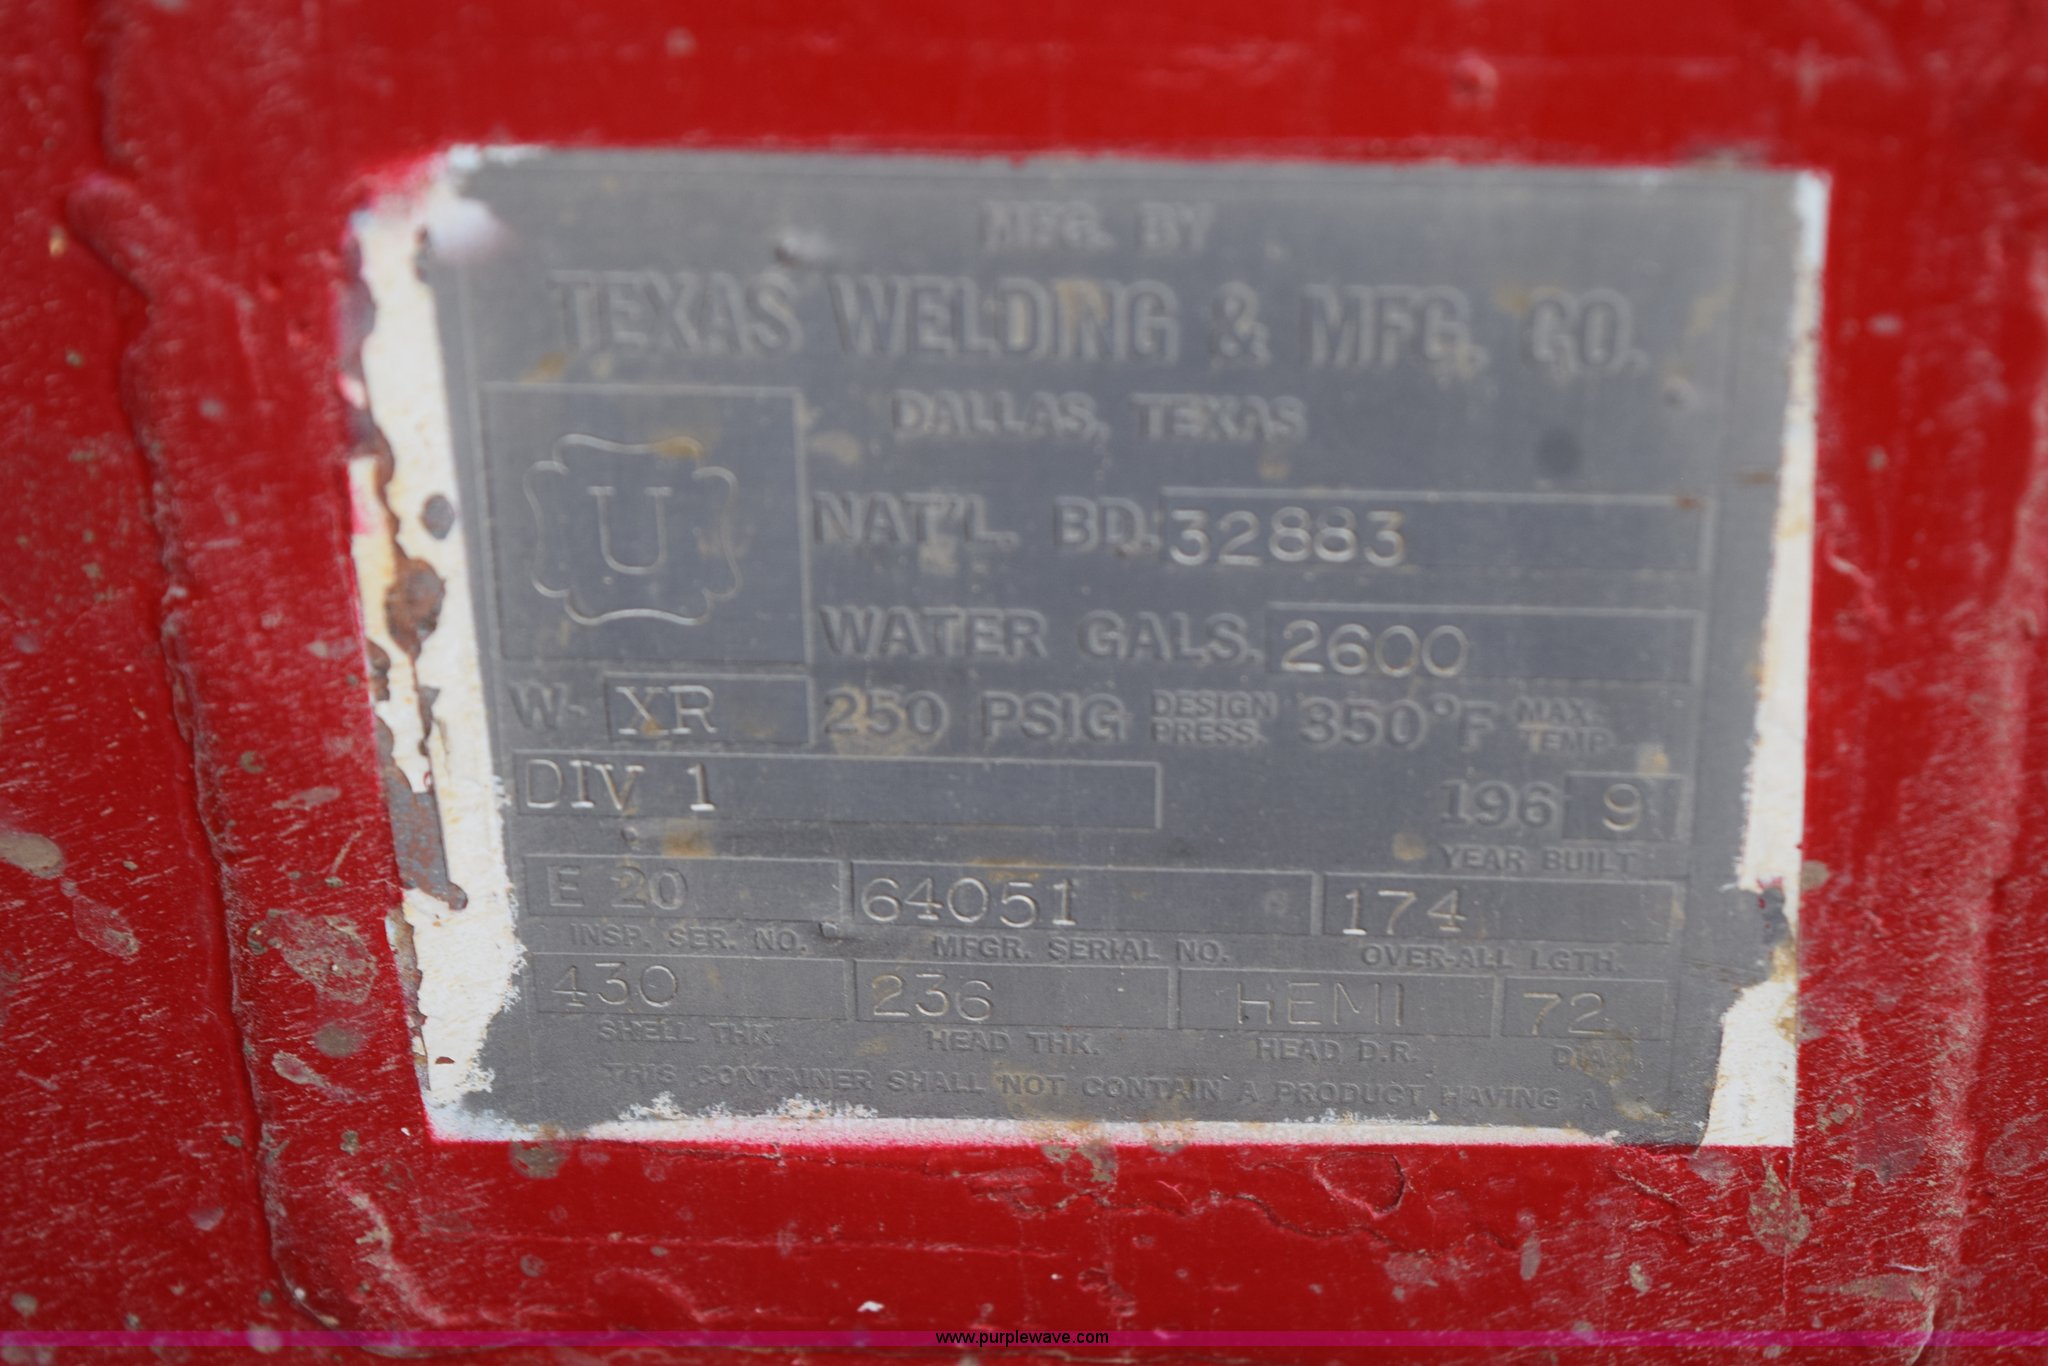 MFG. BY
TEXAS WELDING & MFG. CO.
DALLAS, TEXAS
U
NAT'L. BD. 32883
WATER GALS. 2600
W- XR 250 PSIG DESIGN PRESS. 350°F MAX. TEMP.
DIV 1
196 9
YEAR BUILT
E 20 64051 174
INSP. SER. NO. MFGR. SERIAL NO. OVER-ALL LGTH.
430 236 HEMI 72
SHELL THK. HEAD THK. HEAD D.R. DIA.
THIS CONTAINER SHALL NOT CONTAIN A PRODUCT HAVING A
www.purplewave.com